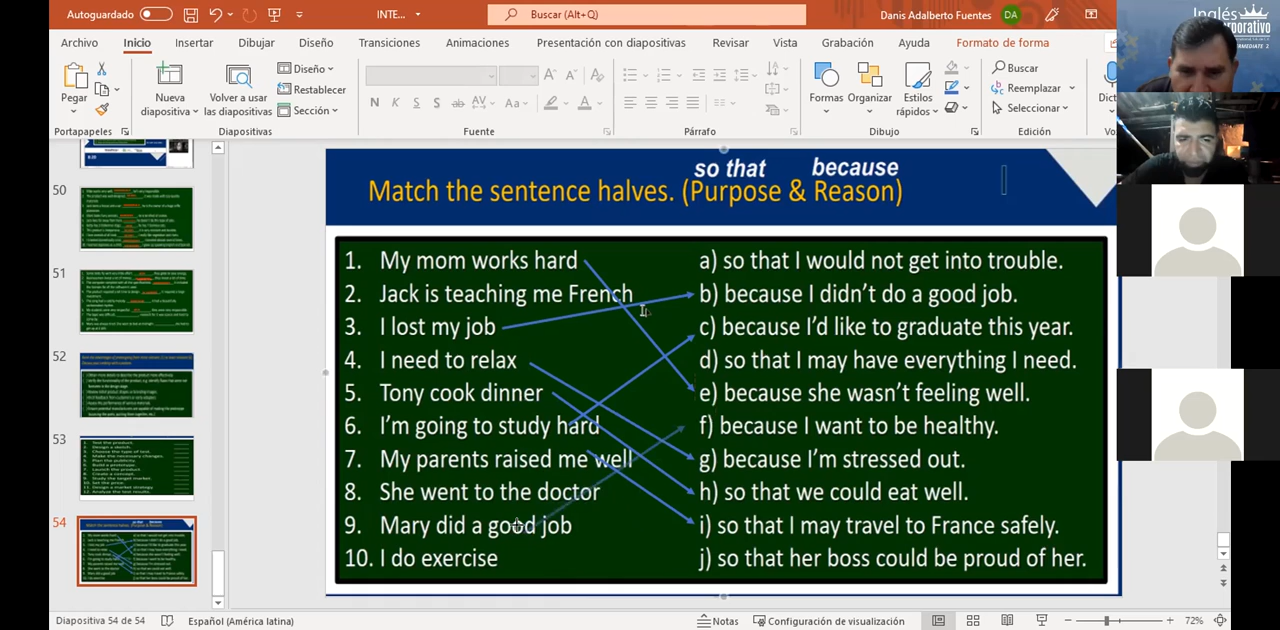 Autoguardado
INTE...
Buscar (Alt+Q)
Danis Adalberto Fuentes
DA
Inglés
Corporativo
INTERMEDIATE 2
Archivo
Inicio
Insertar
Dibujar
Diseño
Transiciones
Animaciones
Presentación con diapositivas
Revisar
Vista
Grabación
Ayuda
Formato de forma
Pegar
Nueva
diapositiva
Volver a usar
las diapositivas
Diseño
Restablecer
Sección
Formas
Organizar
Estilos
rápidos
Buscar
Reemplazar
Seleccionar
Dict
Portapapeles
Diapositivas
Fuente
Párrafo
Dibujo
Edición
Vo
50
51
52
53
54
so that because
Match the sentence halves. (Purpose & Reason)
1. My mom works hard
2. Jack is teaching me French
3. I lost my job
4. I need to relax
5. Tony cook dinner
6. I'm going to study hard
7. My parents raised me well
8. She went to the doctor
9. Mary did a good job
10. I do exercise
a) so that I would not get into trouble.
b) because I didn't do a good job.
c) because I'd like to graduate this year.
d) so that I may have everything I need.
e) because she wasn't feeling well.
f) because I want to be healthy.
g) because I'm stressed out.
h) so that we could eat well.
i) so that I may travel to France safely.
j) so that her boss could be proud of her.
Diapositiva 54 de 54
Español (América latina)
Notas
Configuración de visualización
72%